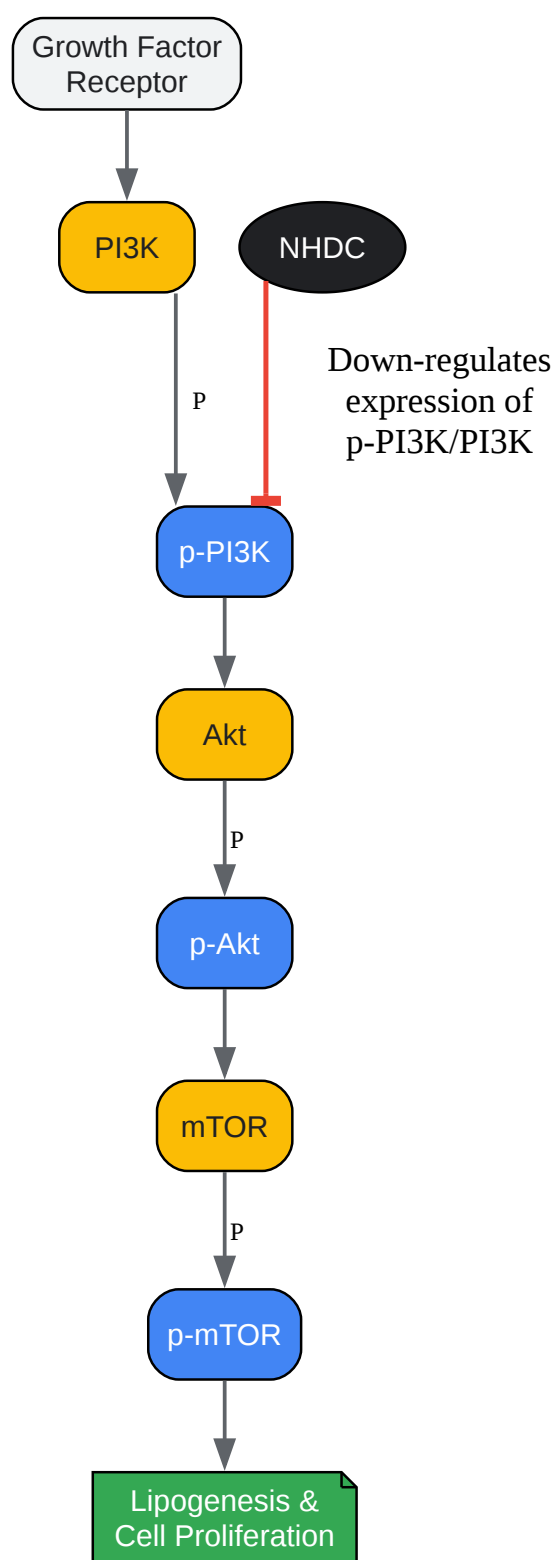 Growth Factor
Receptor
PI3K
NHDC
Down-regulates
expression of
p-PI3K/PI3K
P
p-PI3K
Akt
P
p-Akt
mTOR
P
p-mTOR
Lipogenesis &
Cell Proliferation